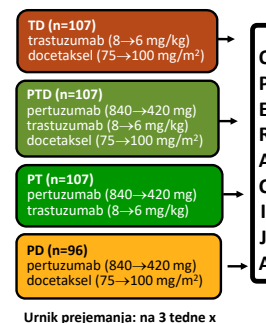 TD (n=107)
trastuzumab (8→6 mg/kg)
docetaksel (75→100 mg/m²)
PTD (n=107)
pertuzumab (840→420 mg)
trastuzumab (8→6 mg/kg)
docetaksel (75→100 mg/m²)
PT (n=107)
pertuzumab (840→420 mg)
trastuzumab (8→6 mg/kg)
PD (n=96)
pertuzumab (840→420 mg)
docetaksel (75→100 mg/m²)
O
P
E
R
A
C
I
J
A
Urnik prejemanja: na 3 tedne x